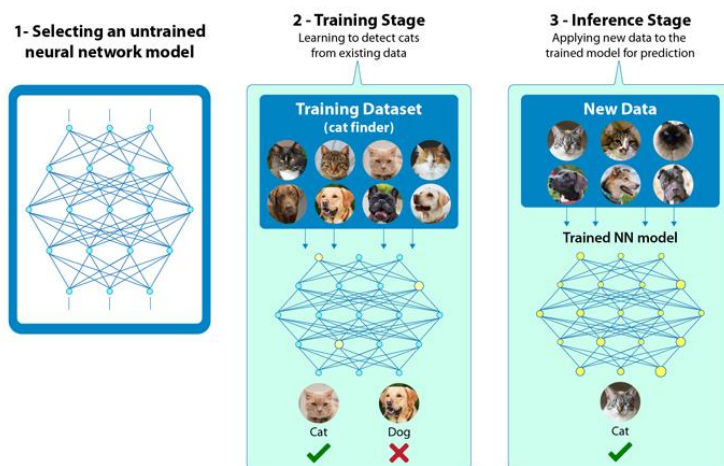 1- Selecting an untrained
neural network model
2 - Training Stage
Learning to detect cats
from existing data
Training Dataset
(cat finder)
Cat
Dog
3 - Inference Stage
Applying new data to the
trained model for prediction
New Data
Trained NN model
Cat